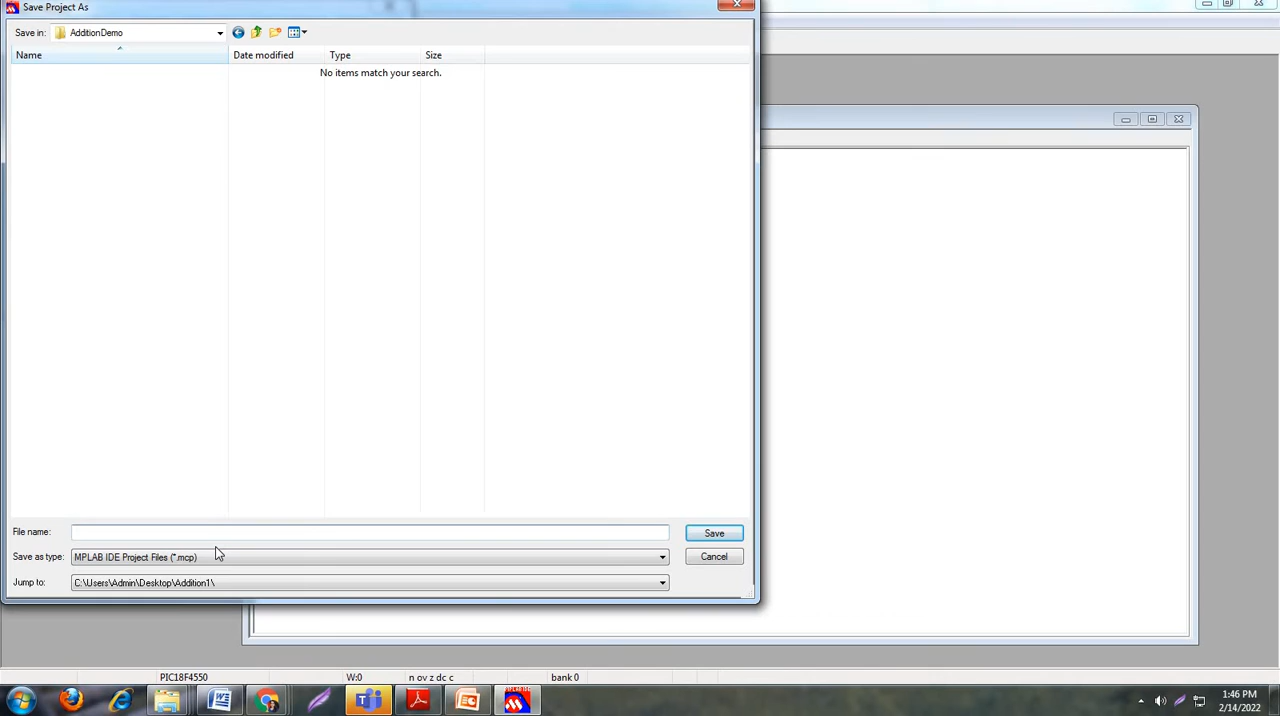 Save Project As
Save in: AdditionDemo
Name Date modified Type Size
No items match your search.
File name: Save
Save as type: MPLAB IDE Project Files (*.mcp) Cancel
Jump to: C:\Users\Admin\Desktop\Addition1\
PIC18F4550 W:0 n ov z dc c bank 0
1:46 PM
2/14/2022